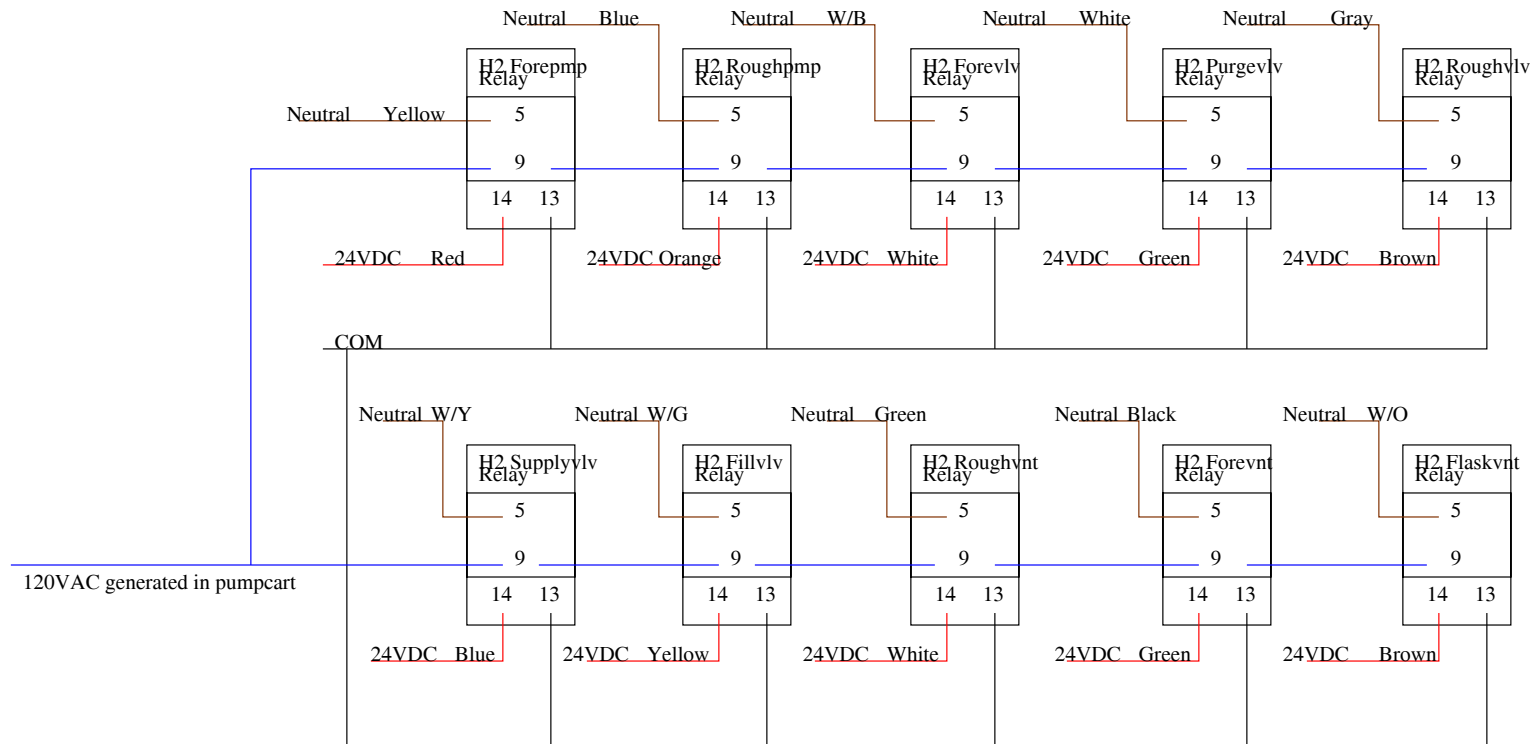 Neutral Blue Neutral W/B Neutral White Neutral Gray
H2 Forepmp H2 Roughpmp H2 Forevlv H2 Purgevlv H2 Roughvlv
Relay Relay Relay Relay Relay
Neutral Yellow 5 5 5 5 5
9 9 9 9 9
14 13 14 13 14 13 14 13 14 13
24VDC Red 24VDC Orange 24VDC White 24VDC Green 24VDC Brown
COM
Neutral W/Y Neutral W/G Neutral Green Neutral Black Neutral W/O
H2 Supplyvlv H2 Fillvlv H2 Roughvnt H2 Forevnt H2 Flaskvnt
Relay Relay Relay Relay Relay
5 5 5 5 5
9 9 9 9 9
120VAC generated in pumpcart
14 13 14 13 14 13 14 13 14 13
24VDC Blue 24VDC Yellow 24VDC White 24VDC Green 24VDC Brown